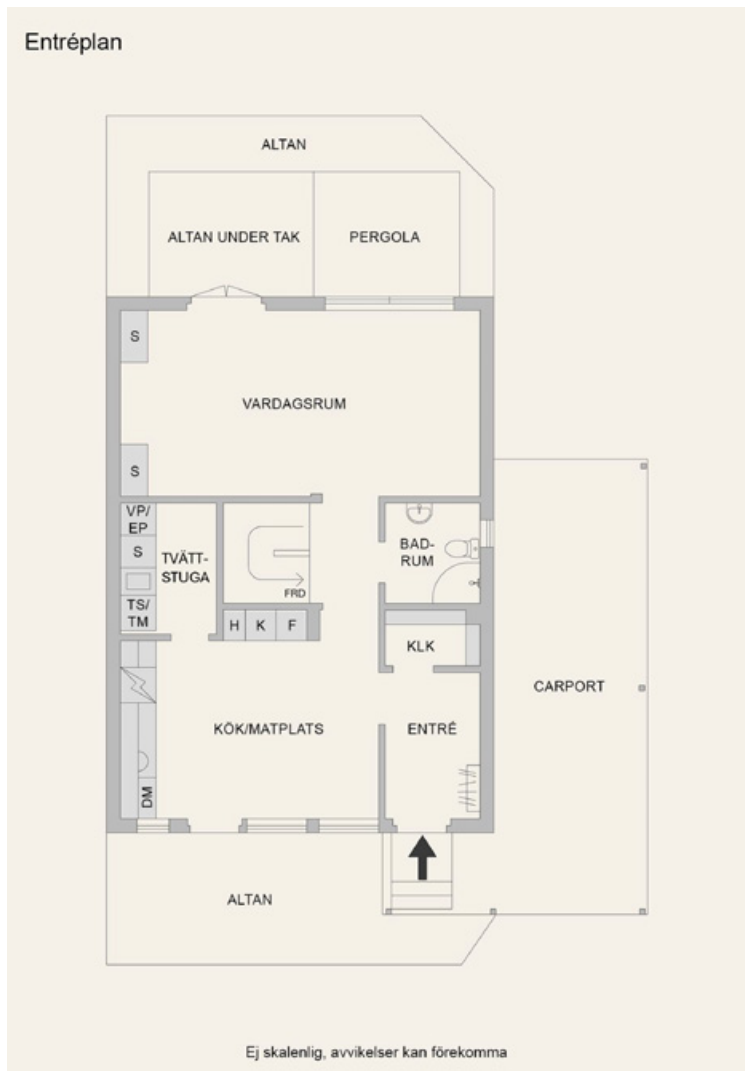 Entréplan
ALTAN
ALTAN UNDER TAK
PERGOLA
S
VARDAGSRUM
S
VP/
EP
S
TVÄTT-
STUGA
TS/
TM
FRD
BAD-
RUM
H K F
KLK
CARPORT
KÖK/MATPLATS
ENTRÉ
DM
ALTAN
Ej skalenlig, avvikelser kan förekomma